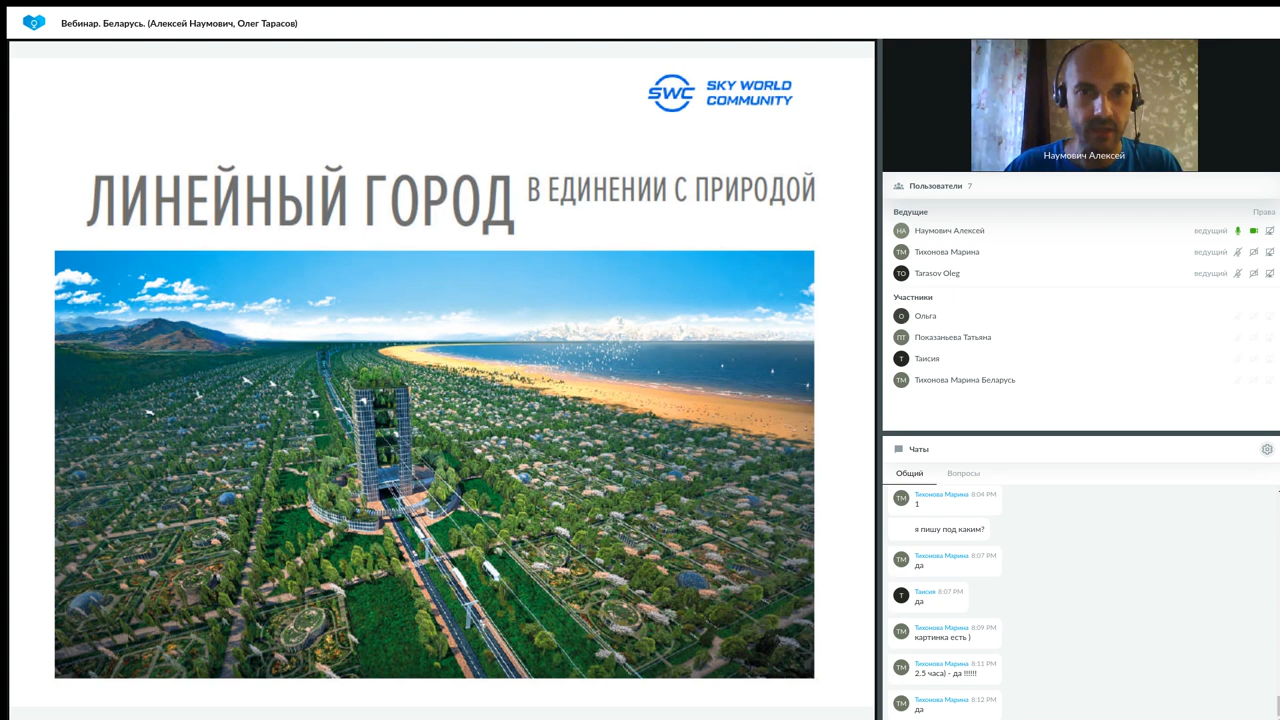 Вебинар. Беларусь. (Алексей Наумович, Олег Тарасов)
SWC
SKY WORLD
COMMUNITY
ЛИНЕЙНЫЙ ГОРОД В ЕДИНЕНИИ С ПРИРОДОЙ
Наумович Алексей
Пользователи 7
Ведущие Права
НА Наумович Алексей ведущий
ТМ Тихонова Марина ведущий
TO Tarasov Oleg ведущий
Участники
О Ольга
ПТ Показаньева Татьяна
Т Таисия
ТМ Тихонова Марина Беларусь
Чаты
Общий Вопросы
ТМ Тихонова Марина 8:04 PM
1
я пишу под каким?
ТМ Тихонова Марина 8:07 PM
да
Т Таисия 8:07 PM
да
ТМ Тихонова Марина 8:09 PM
картинка есть )
ТМ Тихонова Марина 8:11 PM
2.5 часа) - да !!!!!!
ТМ Тихонова Марина 8:12 PM
да